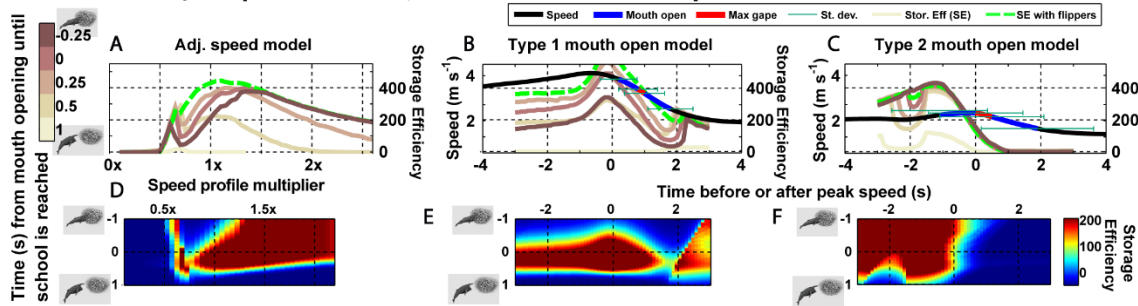 Speed
Mouth open
Max gape
St. dev.
Stor. Eff (SE)
SE with flippers
Time (s) from mouth opening until
school is reached
-0.25
0
0.25
0.5
1
A
Adj. speed model
400
200
0
Storage Efficiency
0x
1x
2x
B
Type 1 mouth open model
Speed (m s⁻¹)
4
2
0
400
200
0
Storage Efficiency
-4
-2
0
2
4
C
Type 2 mouth open model
Speed (m s⁻¹)
4
2
0
400
200
0
Storage Efficiency
-4
-2
0
2
4
D
Speed profile multiplier
0.5x
1.5x
-1
0
1
Time before or after peak speed (s)
E
-2
0
2
-1
0
1
F
-2
0
2
-1
0
1
200
100
0
Storage
Efficiency